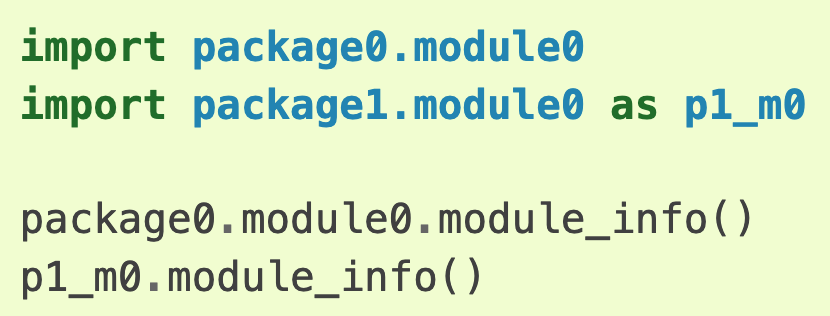 import package0.module0
import package1.module0 as p1_m0
package0.module0.module_info()
p1_m0.module_info()